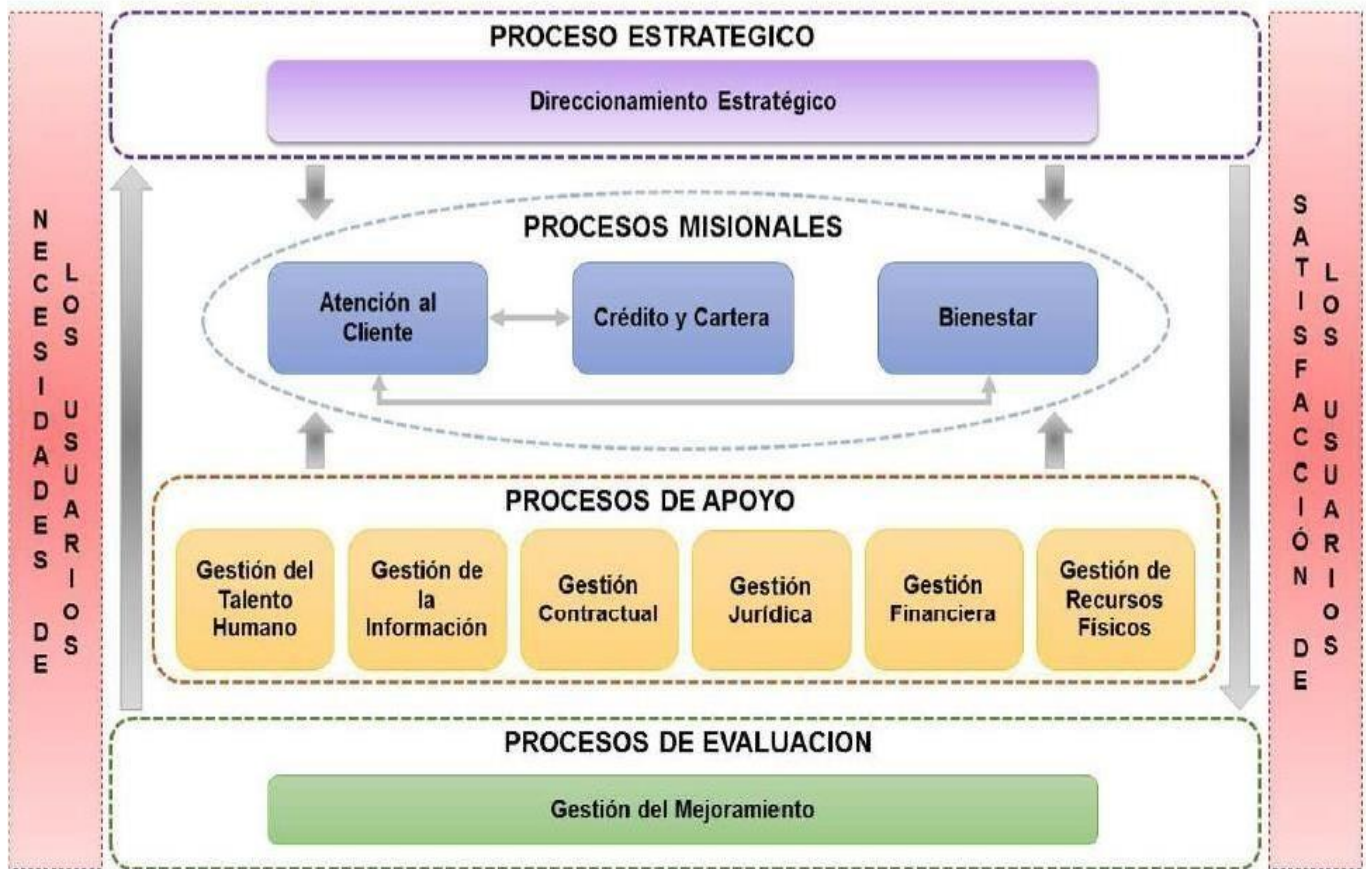 PROCESO ESTRATEGICO
Direccionamiento Estratégico
NECESIDADES DE
LOS USUARIOS
PROCESOS MISIONALES
Atención al
Cliente
Crédito y Cartera
Bienestar
PROCESOS DE APOYO
Gestión del
Talento
Humano
Gestión de
la
Información
Gestión
Contractual
Gestión
Jurídica
Gestión
Financiera
Gestión de
Recursos
Físicos
PROCESOS DE EVALUACION
Gestión del Mejoramiento
SATISFACCIÓN DE
LOS USUARIOS